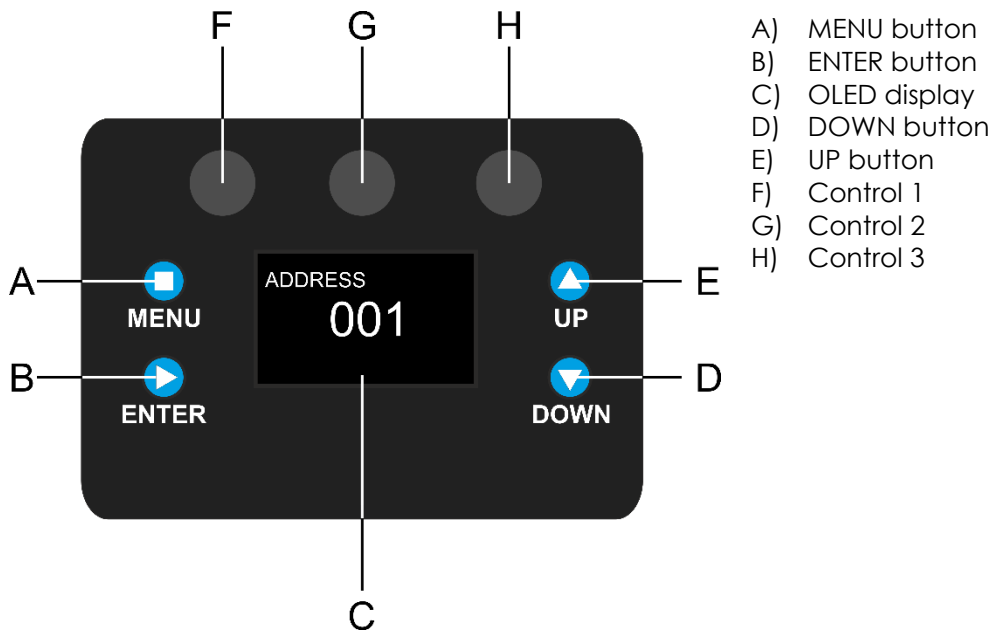 F G H
A) MENU button
B) ENTER button
C) OLED display
D) DOWN button
E) UP button
F) Control 1
G) Control 2
H) Control 3
A E
ADDRESS
001
MENU UP
B D
ENTER DOWN
C